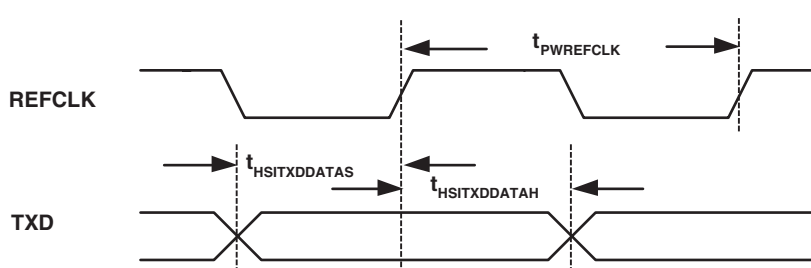 tPWREFCLK
REFCLK
tHSITXDDATAS
tHSITXDDATAH
TXD